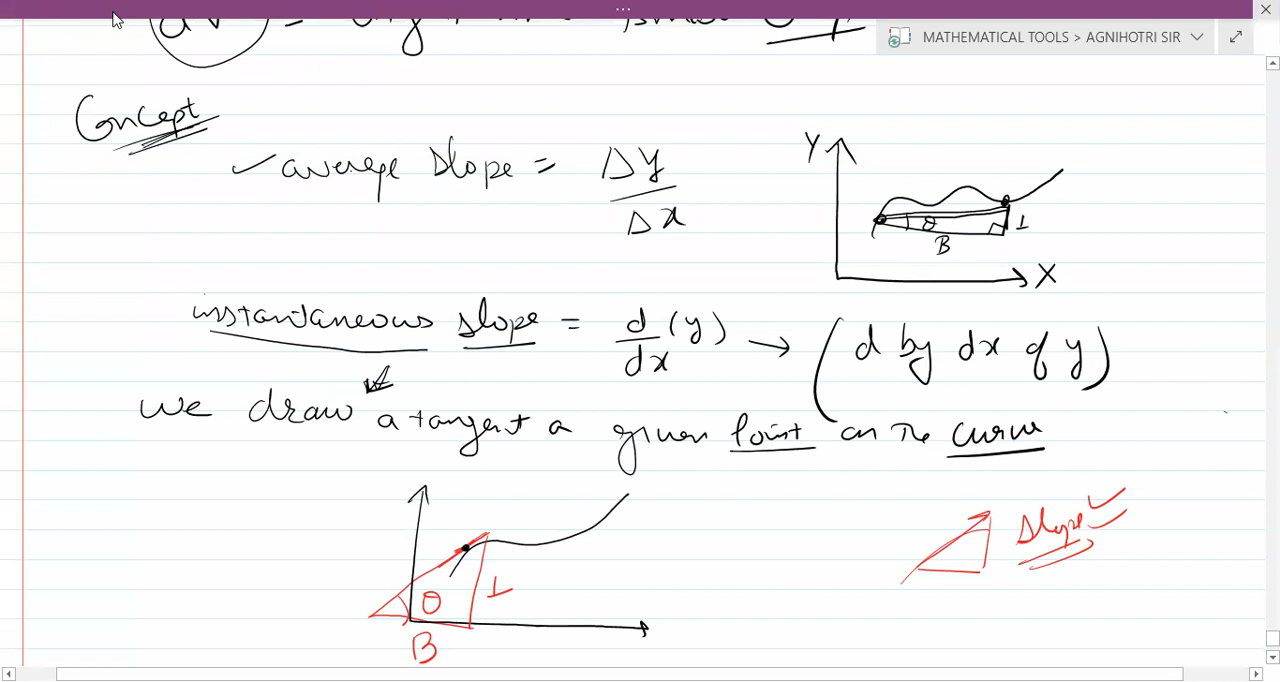 MATHEMATICAL TOOLS > AGNIHOTRI SIR
Concept
average slope = Δy
Δx
Y
θ
B
⊥
X
instantaneous slope = d/dx (y) → (d by dx of y)
we draw a tangent a given Point on the curve
θ
⊥
B
slope